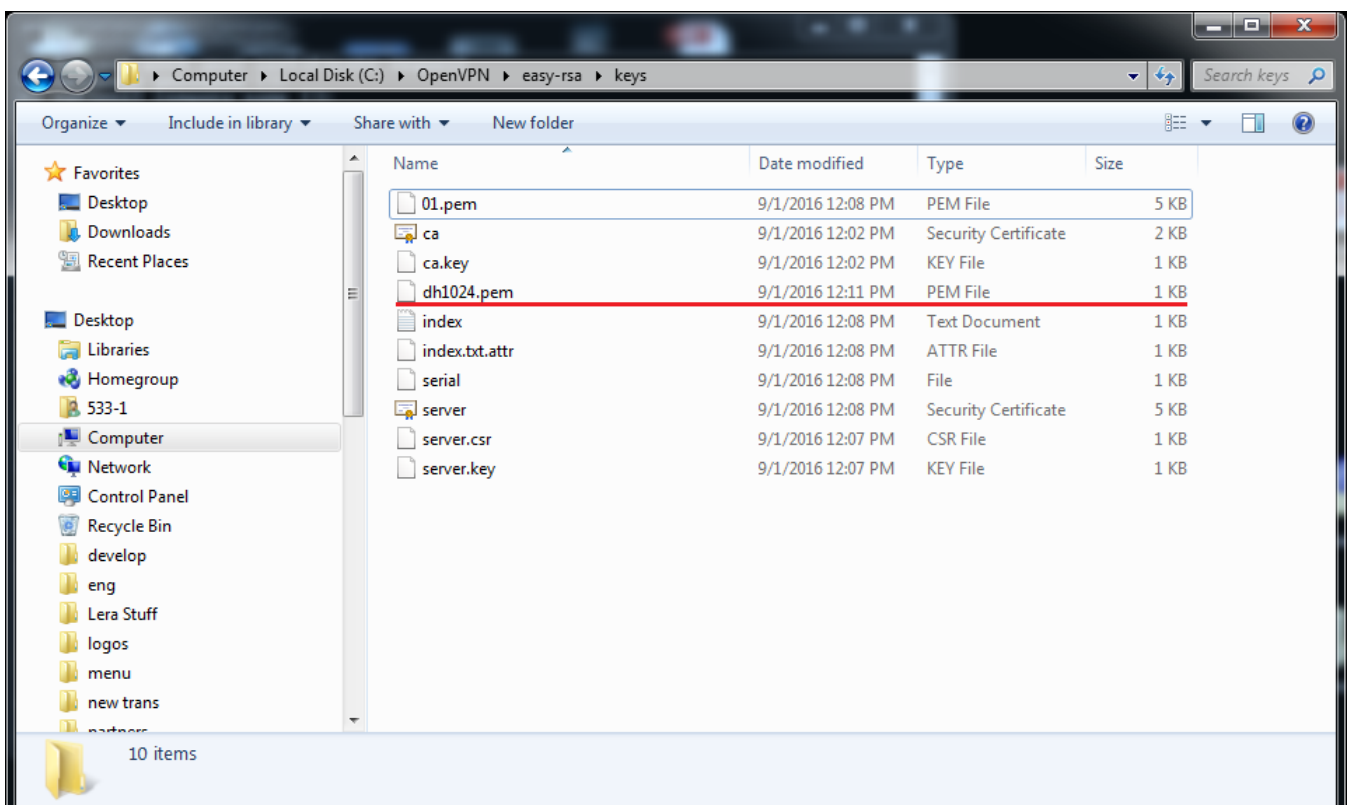 Computer Local Disk (C:) OpenVPN easy-rsa keys Search keys
Organize Include in library Share with New folder
Favorites
Desktop
Downloads
Recent Places
Desktop
Libraries
Homegroup
533-1
Computer
Network
Control Panel
Recycle Bin
develop
eng
Lera Stuff
logos
menu
new trans
partners
Name Date modified Type Size
01.pem 9/1/2016 12:08 PM PEM File 5 KB
ca 9/1/2016 12:02 PM Security Certificate 2 KB
ca.key 9/1/2016 12:02 PM KEY File 1 KB
dh1024.pem 9/1/2016 12:11 PM PEM File 1 KB
index 9/1/2016 12:08 PM Text Document 1 KB
index.txt.attr 9/1/2016 12:08 PM ATTR File 1 KB
serial 9/1/2016 12:08 PM File 1 KB
server 9/1/2016 12:08 PM Security Certificate 5 KB
server.csr 9/1/2016 12:07 PM CSR File 1 KB
server.key 9/1/2016 12:07 PM KEY File 1 KB
10 items